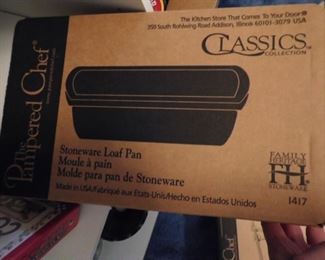 The Kitchen Store That Comes To Your Door®
350 South Rohlwing Road Addison, Illinois 60101-3079 USA
CLASSICS
COLLECTION
The
Pampered Chef®
Stoneware Loaf Pan
Moule à pain
Molde para pan de Stoneware
Made in USA/Fabriqué aux États-Unis/Hecho en Estados Unidos
FAMILY
HERITAGE
FH
STONEWARE
1417